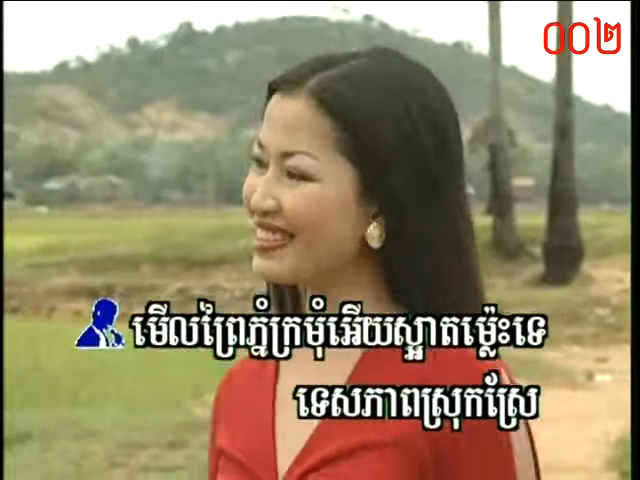 ០០២
មើលព្រៃភ្នំក្រមុំអើយស្អាតម្ល៉េះទេ
ទេសភាពស្រុកស្រែ